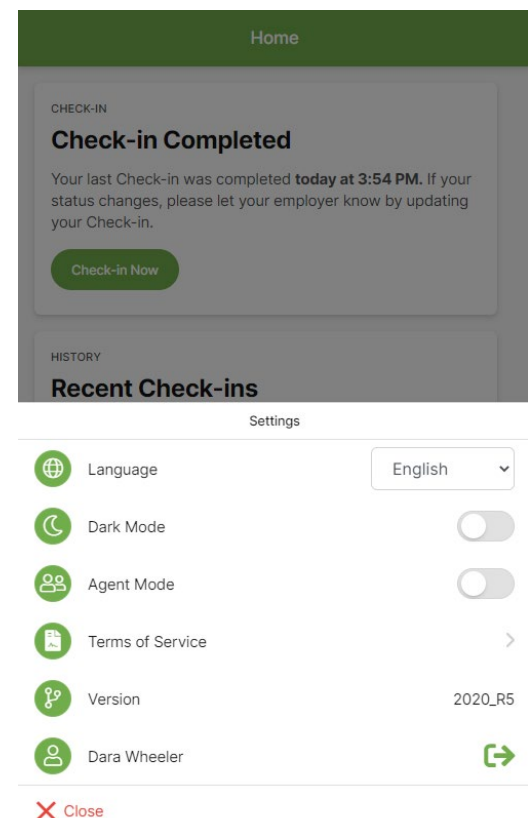 Home
CHECK-IN
Check-in Completed
Your last Check-in was completed today at 3:54 PM. If your
status changes, please let your employer know by updating
your Check-in.
Check-in Now
HISTORY
Recent Check-ins
Settings
Language
English
Dark Mode
Agent Mode
Terms of Service
Version
2020_R5
Dara Wheeler
Close